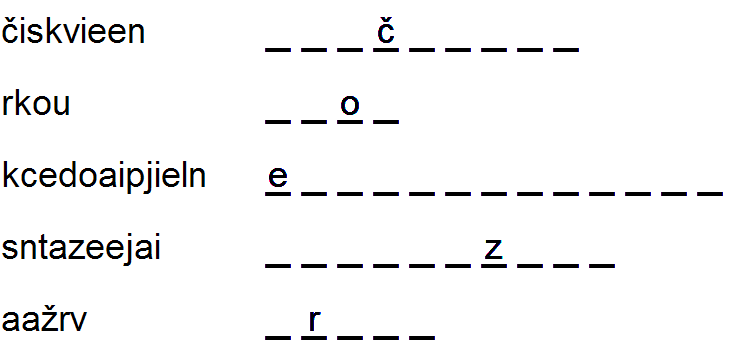 čiskvieen _ _ _ č _ _ _ _ _
rkou _ _ o _
kcedoaipjieln e _ _ _ _ _ _ _ _ _ _ _ _
sntazeejai _ _ _ _ _ _ z _ _ _
aažrv _ r _ _ _